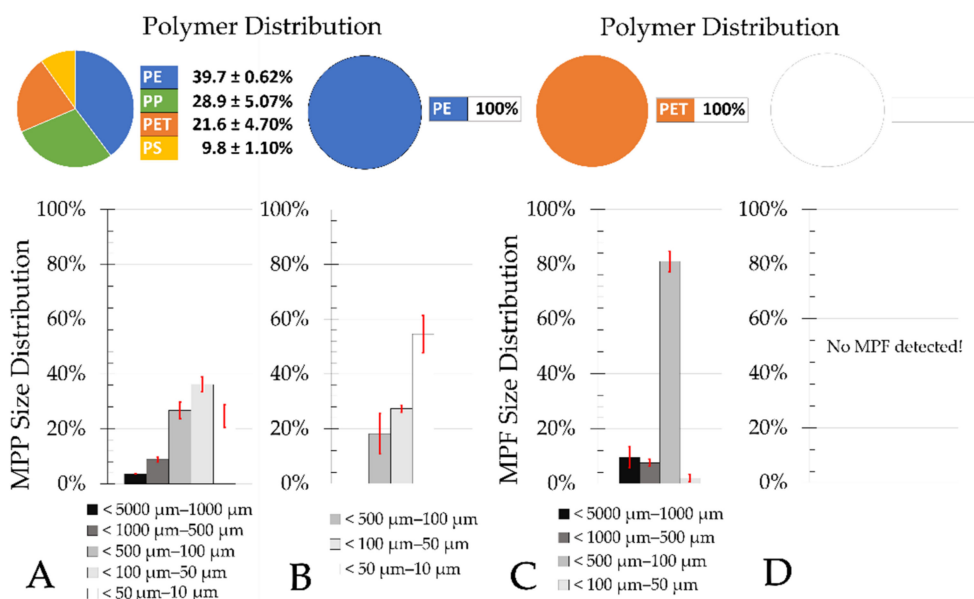 Polymer Distribution
Polymer Distribution
PE 39.7 ± 0.62%
PP 28.9 ± 5.07%
PET 21.6 ± 4.70%
PS 9.8 ± 1.10%
PE 100%
PET 100%
MPP Size Distribution
100%
80%
60%
40%
20%
0%
< 5000 µm–1000 µm
< 1000 µm–500 µm
< 500 µm–100 µm
< 100 µm–50 µm
< 50 µm–10 µm
A
100%
80%
60%
40%
20%
0%
< 500 µm–100 µm
< 100 µm–50 µm
< 50 µm–10 µm
B
MPF Size Distribution
100%
80%
60%
40%
20%
0%
< 5000 µm–1000 µm
< 1000 µm–500 µm
< 500 µm–100 µm
< 100 µm–50 µm
C
100%
80%
60%
40%
20%
0%
No MPF detected!
D